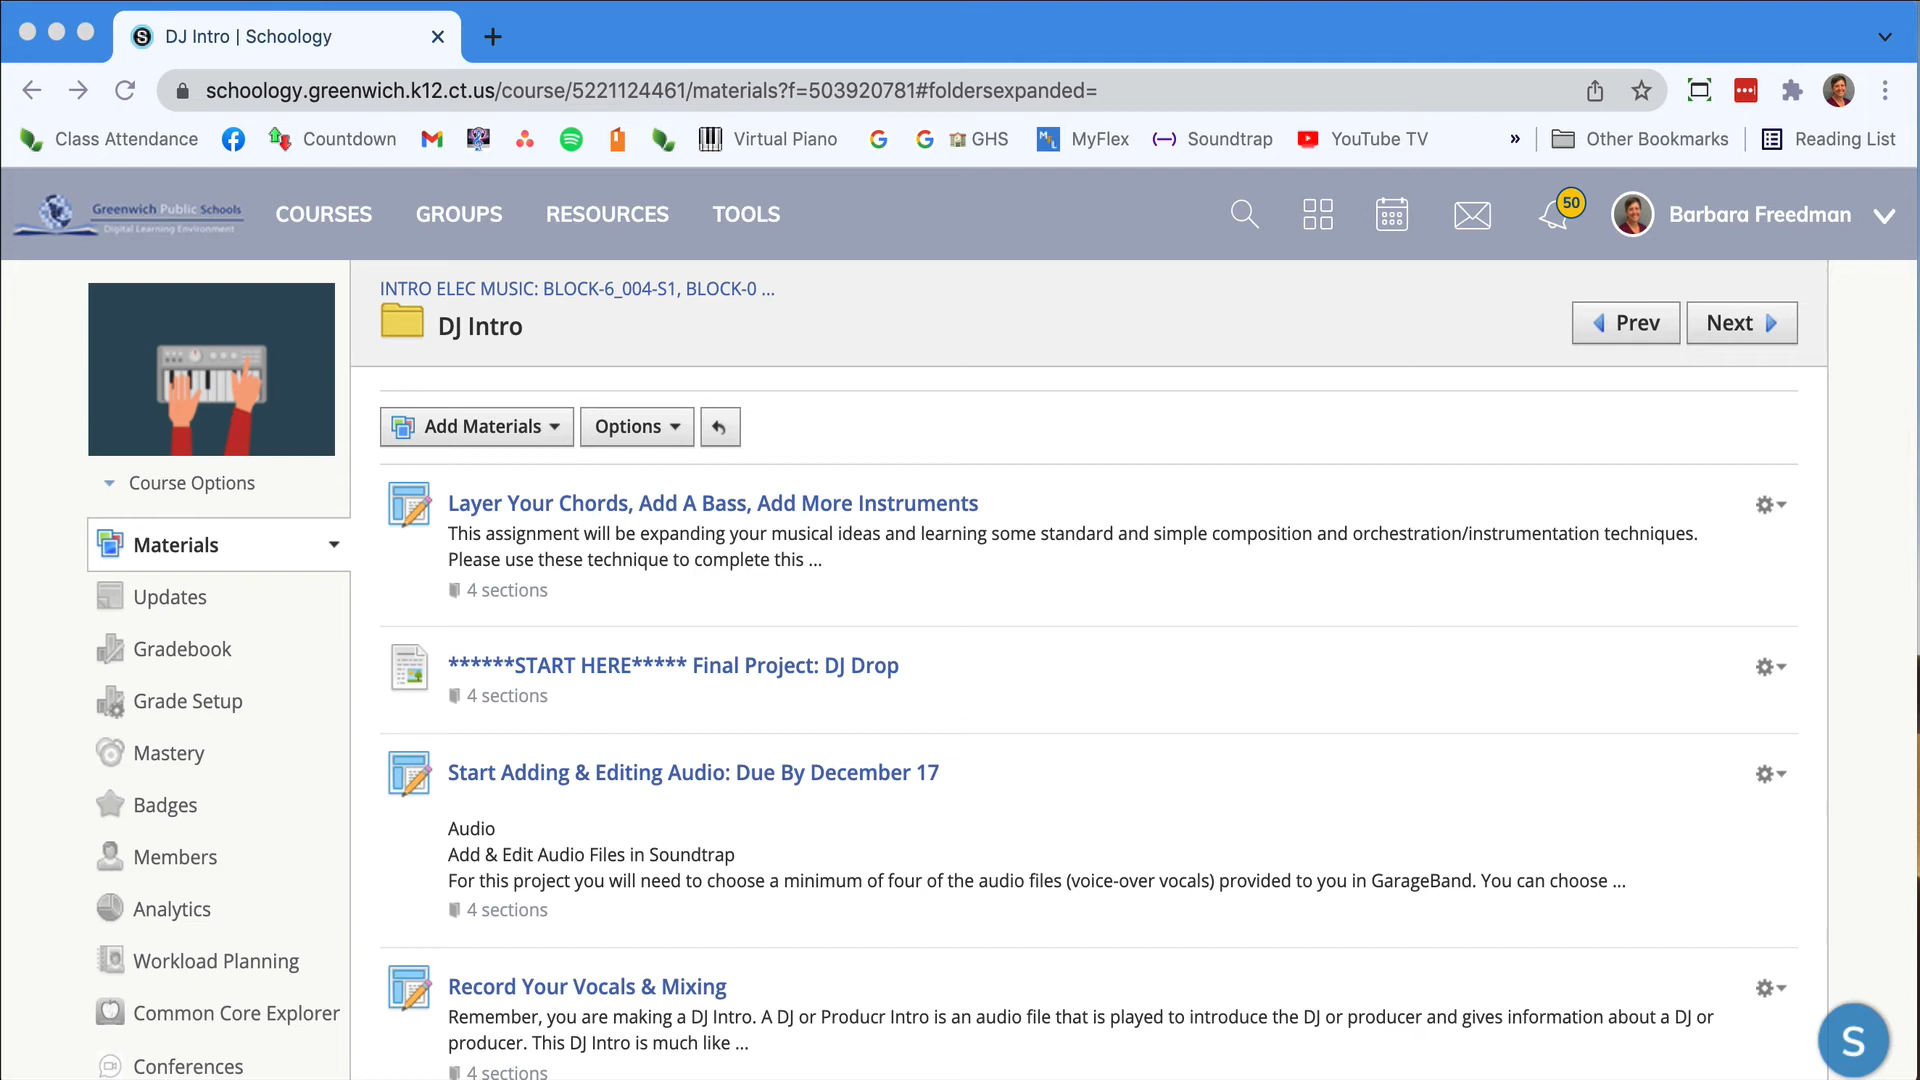 DJ Intro | Schoology
schoology.greenwich.k12.ct.us/course/5221124461/materials?f=503920781#foldersexpanded=
Class Attendance
Countdown
Virtual Piano
GHS
MyFlex
Soundtrap
YouTube TV
»
Other Bookmarks
Reading List
Greenwich Public Schools
Digital Learning Environment
COURSES
GROUPS
RESOURCES
TOOLS
50
Barbara Freedman
INTRO ELEC MUSIC: BLOCK-6_004-S1, BLOCK-0 ...
DJ Intro
Prev
Next
Course Options
Materials
Updates
Gradebook
Grade Setup
Mastery
Badges
Members
Analytics
Workload Planning
Common Core Explorer
Conferences
Add Materials
Options
Layer Your Chords, Add A Bass, Add More Instruments
This assignment will be expanding your musical ideas and learning some standard and simple composition and orchestration/instrumentation techniques.
Please use these technique to complete this ...
4 sections
******START HERE***** Final Project: DJ Drop
4 sections
Start Adding & Editing Audio: Due By December 17
Audio
Add & Edit Audio Files in Soundtrap
For this project you will need to choose a minimum of four of the audio files (voice-over vocals) provided to you in GarageBand. You can choose ...
4 sections
Record Your Vocals & Mixing
Remember, you are making a DJ Intro. A DJ or Producr Intro is an audio file that is played to introduce the DJ or producer and gives information about a DJ or
producer. This DJ Intro is much like ...
4 sections
S